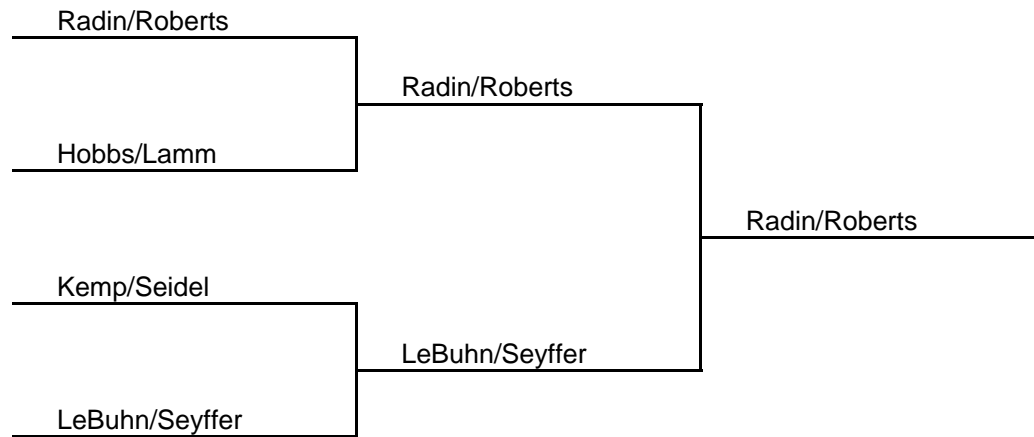 Radin/Roberts
Radin/Roberts
Hobbs/Lamm
Radin/Roberts
Kemp/Seidel
LeBuhn/Seyffer
LeBuhn/Seyffer